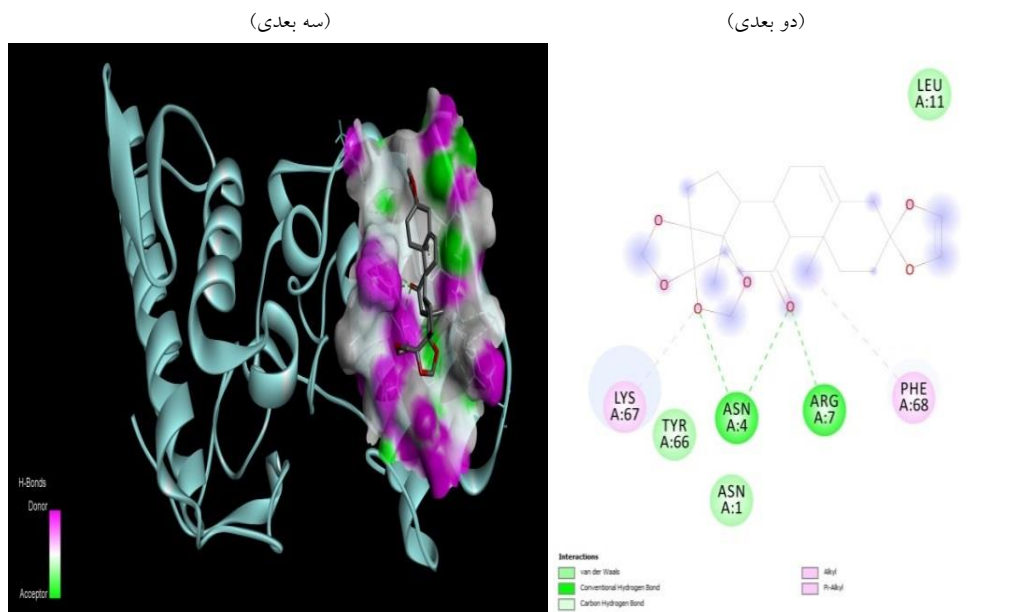 (سه بعدی)
(دو بعدی)
H-Bonds
Donor
Acceptor
LEU
A:11
O
O
O
O
O
O
O
O
LYS
A:67
TYR
A:66
ASN
A:4
ARG
A:7
PHE
A:68
ASN
A:1
Interactions
van der Waals
Conventional Hydrogen Bond
Carbon Hydrogen Bond
Alkyl
Pi-Alkyl